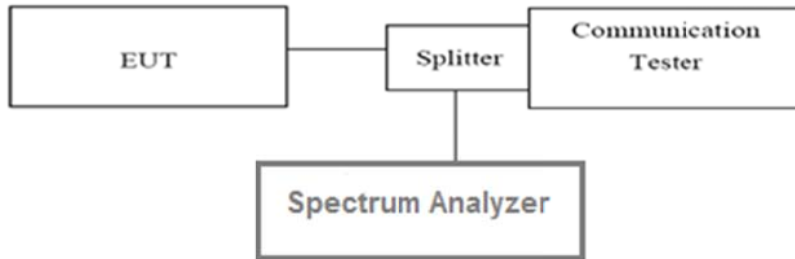 EUT
Splitter
Communication
Tester
Spectrum Analyzer